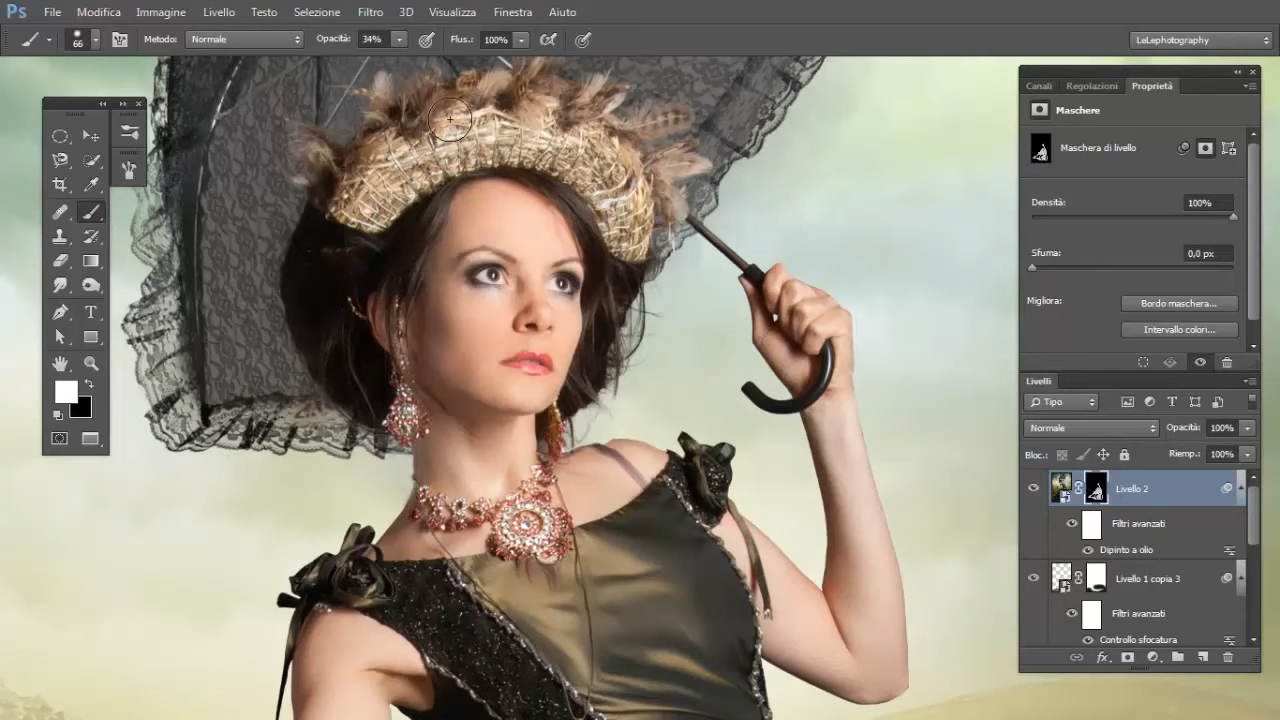 Ps File Modifica Immagine Livello Testo Selezione Filtro 3D Visualizza Finestra Aiuto
66 Metodo: Normale Opacità: 34% Flus.: 100% LeLephotography
Canali Regolazioni Proprietà
Maschere
Maschera di livello
Densità: 100%
Sfuma: 0,0 px
Migliora: Bordo maschera...
Intervallo colori...
Livelli
Tipo
Normale Opacità: 100%
Bloc.: Riemp.: 100%
Livello 2
Filtri avanzati
Dipinto a olio
Livello 1 copia 3
Filtri avanzati
Controllo sfocatura